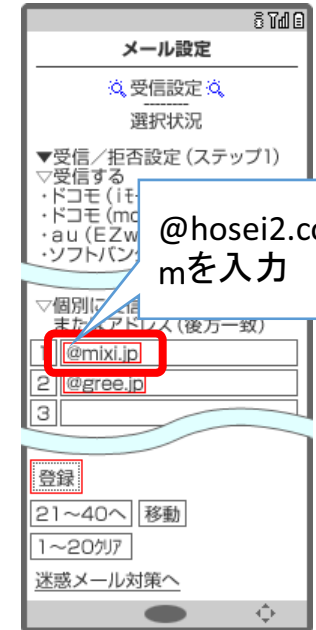 メール設定
受信設定
選択状況
▼受信／拒否設定(ステップ1)
▽受信する
・ドコモ(
・ドコモ(
・au(EZw
・ソフトバン
@hosei2.co
mを入力
▽個別に
またはアドレス(後方一致)
1 @mixi.jp
2 @gree.jp
3
登録
21～40へ 移動
1～20クリア
迷惑メール対策へ